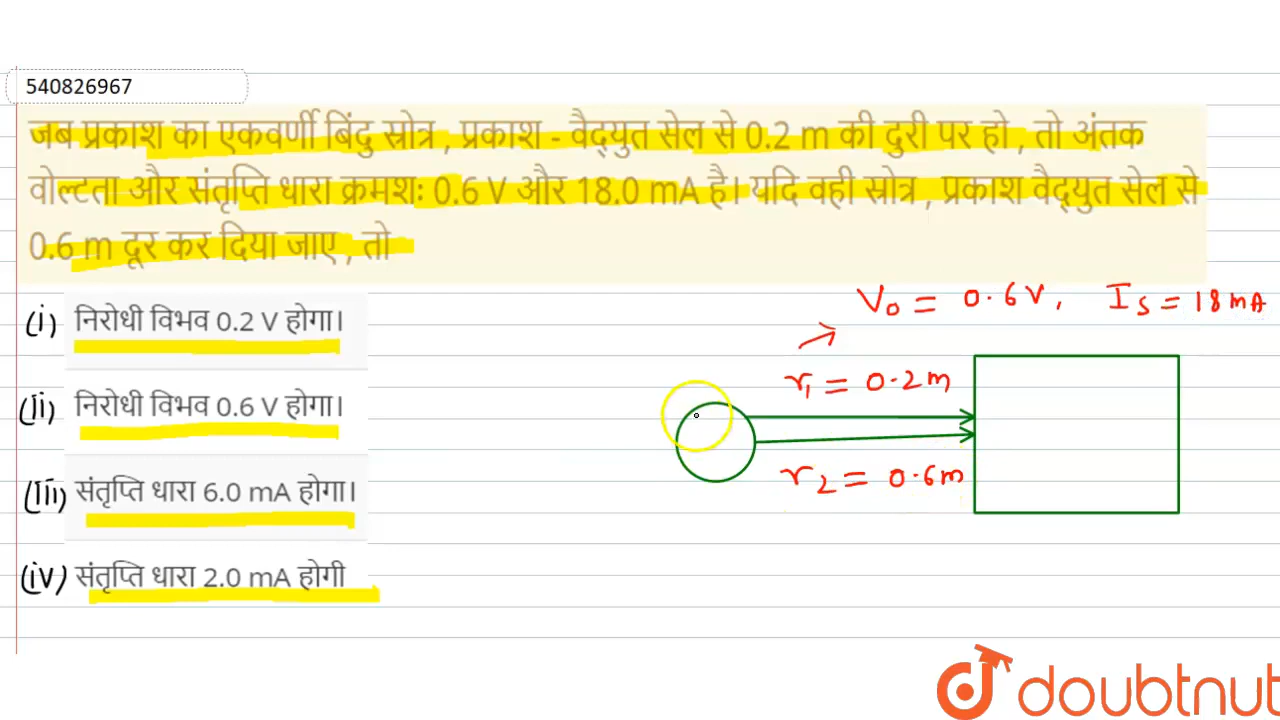 540826967
जब प्रकाश का एकवर्णी बिंदु स्रोत , प्रकाश - वैद्युत सेल से 0.2 m की दुरी पर हो , तो अंतक
वोल्टता और संतृप्ति धारा क्रमशः 0.6 V और 18.0 mA है। यदि वही स्रोत , प्रकाश वैद्युत सेल से
0.6 m दूर कर दिया जाए , तो
V₀ = 0.6V, Is = 18mA
(i) निरोधी विभव 0.2 V होगा।
r₁ = 0.2m
(ii) निरोधी विभव 0.6 V होगा।
r₂ = 0.6m
(iii) संतृप्ति धारा 6.0 mA होगा।
(iv) संतृप्ति धारा 2.0 mA होगी
doubtnut